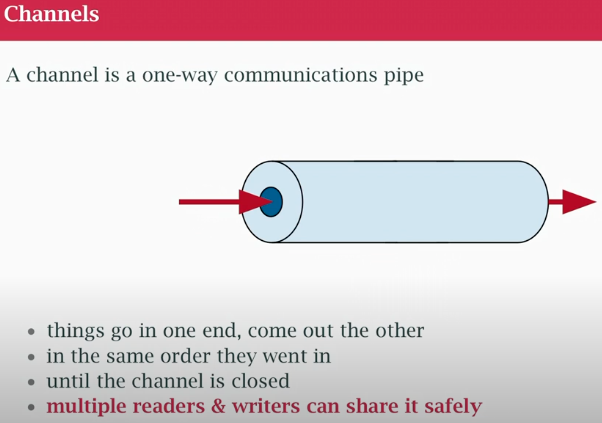 Channels
A channel is a one-way communications pipe
• things go in one end, come out the other
• in the same order they went in
• until the channel is closed
• multiple readers & writers can share it safely